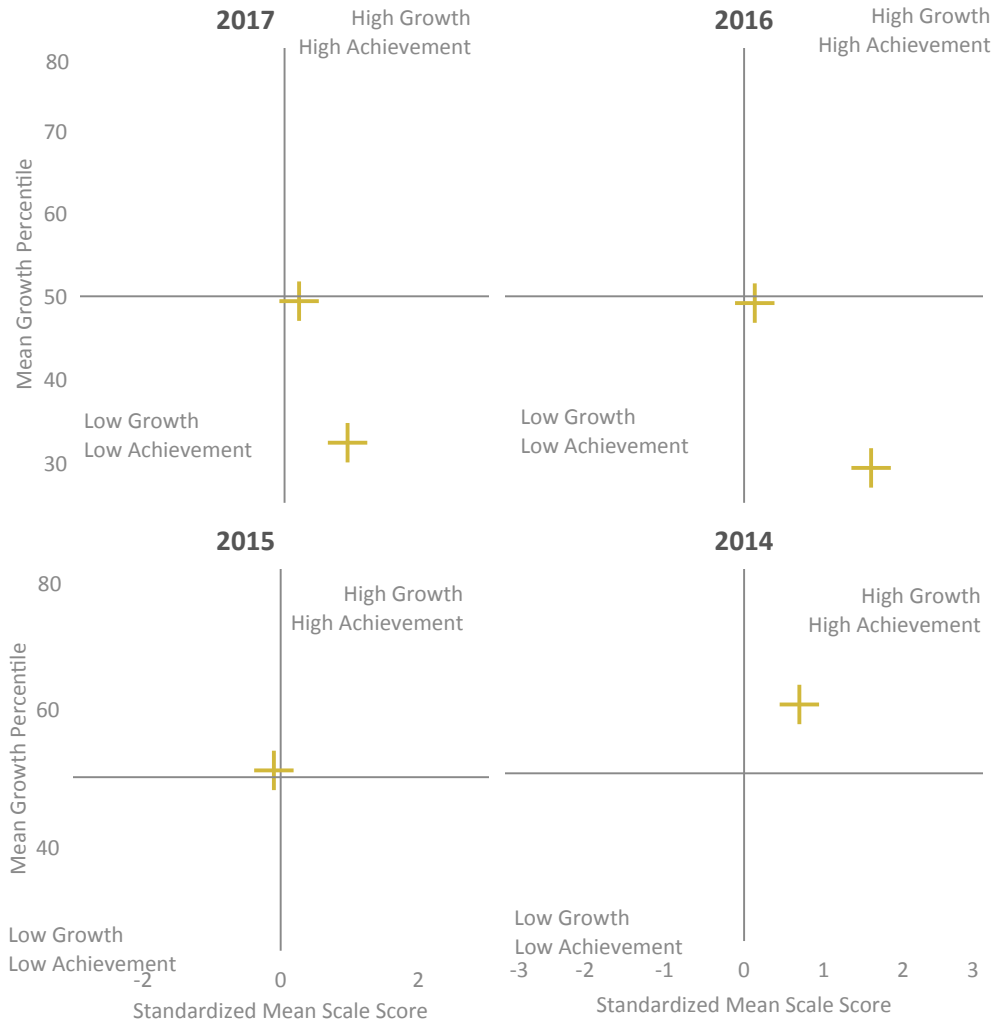 2017
High Growth
High Achievement
80
70
60
50
40
30
Mean Growth Percentile
Low Growth
Low Achievement
2016
High Growth
High Achievement
Low Growth
Low Achievement
2015
High Growth
High Achievement
80
60
40
Mean Growth Percentile
Low Growth
Low Achievement
-2
0
2
Standardized Mean Scale Score
2014
High Growth
High Achievement
Low Growth
Low Achievement
-3
-2
-1
0
1
2
3
Standardized Mean Scale Score